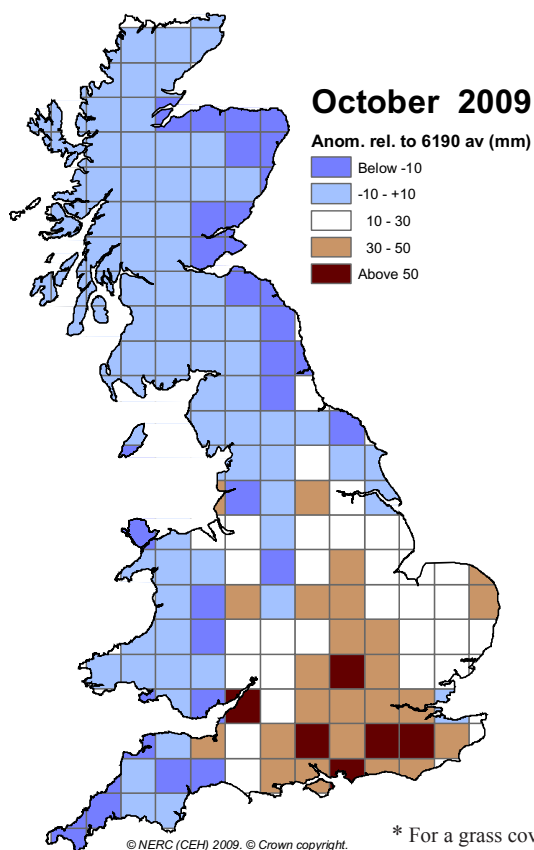 October 2009
Anom. rel. to 6190 av (mm)
Below -10
-10 - +10
10 - 30
30 - 50
Above 50
* For a grass cov
© NERC (CEH) 2009. © Crown copyright.